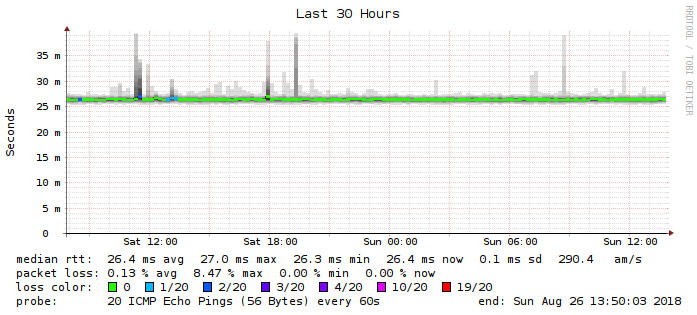 Last 30 Hours
RRDTOOL / TOBI OETIKER
Seconds
35 m
30 m
25 m
20 m
15 m
10 m
5 m
0
Sat 12:00 Sat 18:00 Sun 00:00 Sun 06:00 Sun 12:00
median rtt: 26.4 ms avg 27.0 ms max 26.3 ms min 26.4 ms now 0.1 ms sd 290.4 am/s
packet loss: 0.13 % avg 8.47 % max 0.00 % min 0.00 % now
loss color: 0 1/20 2/20 3/20 4/20 10/20 19/20
probe: 20 ICMP Echo Pings (56 Bytes) every 60s end: Sun Aug 26 13:50:03 2018